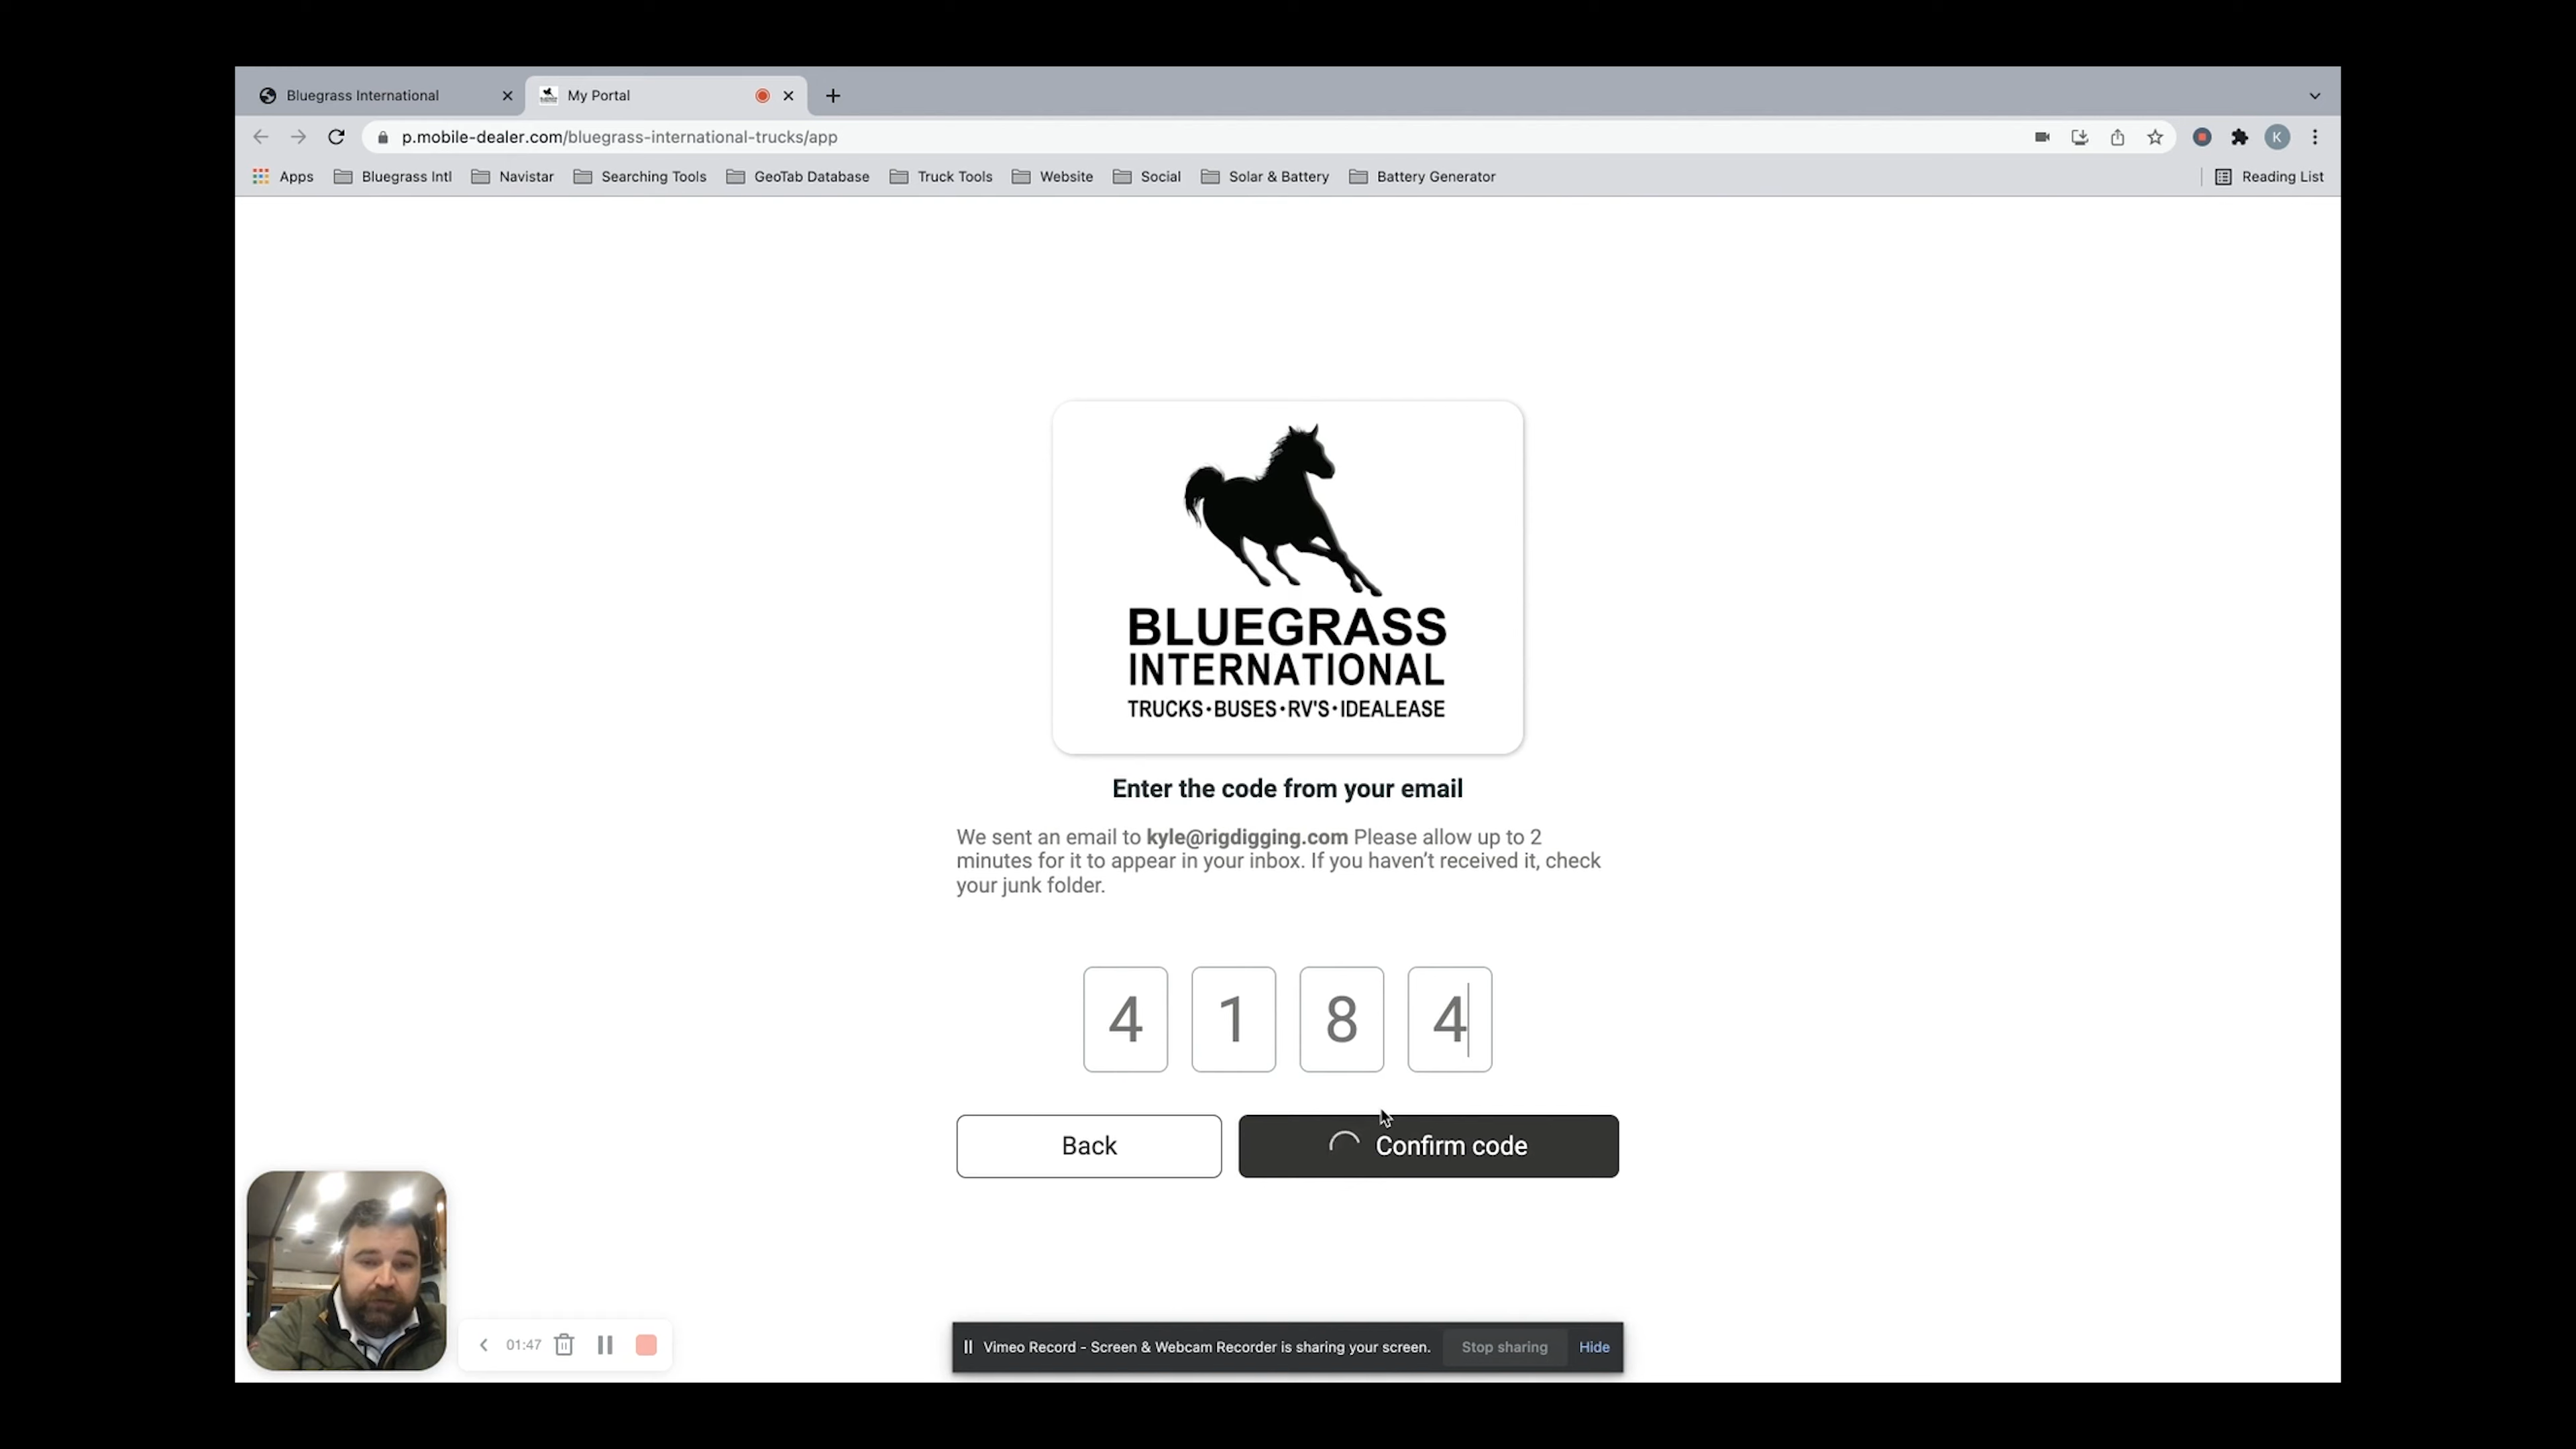 Bluegrass International
My Portal
p.mobile-dealer.com/bluegrass-international-trucks/app
K
Apps Bluegrass Intl Navistar Searching Tools GeoTab Database Truck Tools Website Social Solar & Battery Battery Generator Reading List
BLUEGRASS
INTERNATIONAL
TRUCKS•BUSES•RV'S•IDEALEASE
Enter the code from your email
We sent an email to kyle@rigdigging.com Please allow up to 2
minutes for it to appear in your inbox. If you haven’t received it, check
your junk folder.
4 1 8 4
Back Confirm code
01:47
Vimeo Record - Screen & Webcam Recorder is sharing your screen. Stop sharing Hide